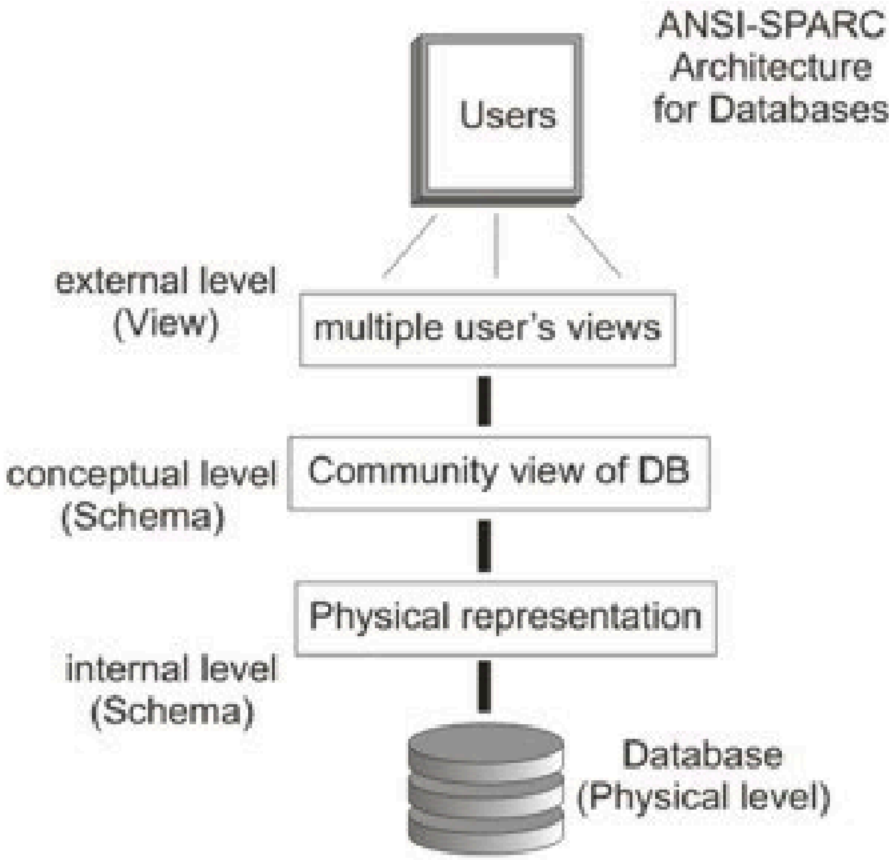 ANSI-SPARC
Architecture
for Databases
Users
external level
(View)
multiple user's views
conceptual level
(Schema)
Community view of DB
Physical representation
internal level
(Schema)
Database
(Physical level)